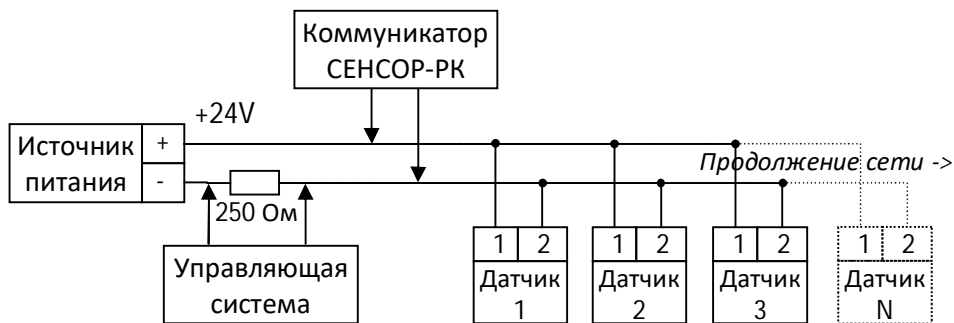 Коммуникатор
СЕНСОР-РК
+24V
Источник
питания
+
-
250 Ом
Продолжение сети ->
Управляющая
система
1 2
Датчик
1
1 2
Датчик
2
1 2
Датчик
3
1 2
Датчик
N